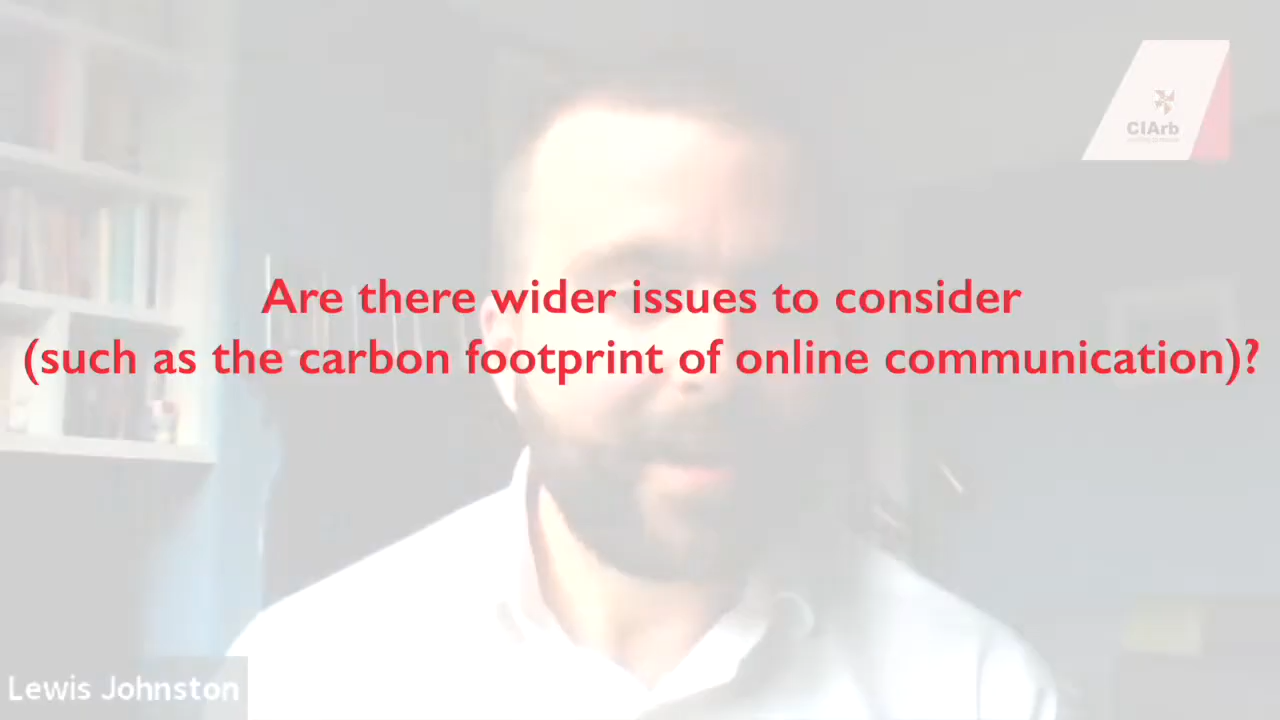 CIArb
Are there wider issues to consider
(such as the carbon footprint of online communication)?
Lewis Johnston